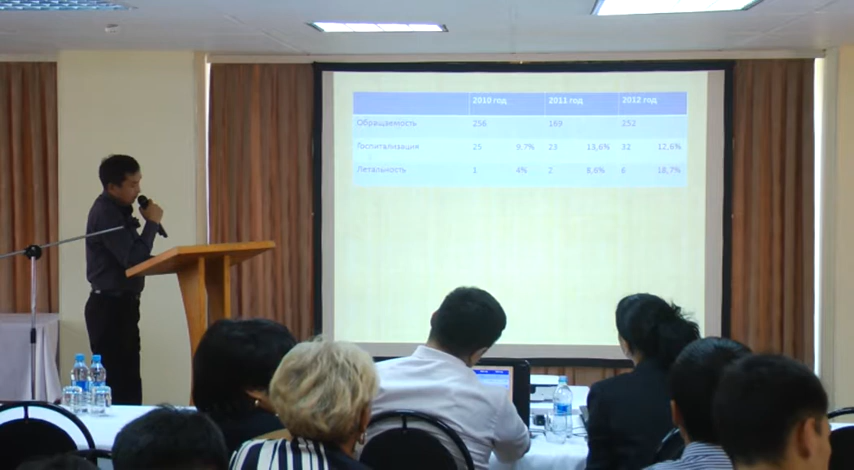 2010 год 2011 год 2012 год
Обращаемость 256 169 252
Госпитализация 25 9,7% 23 13,6% 32 12,6%
Летальность 1 4% 2 8,6% 6 18,7%